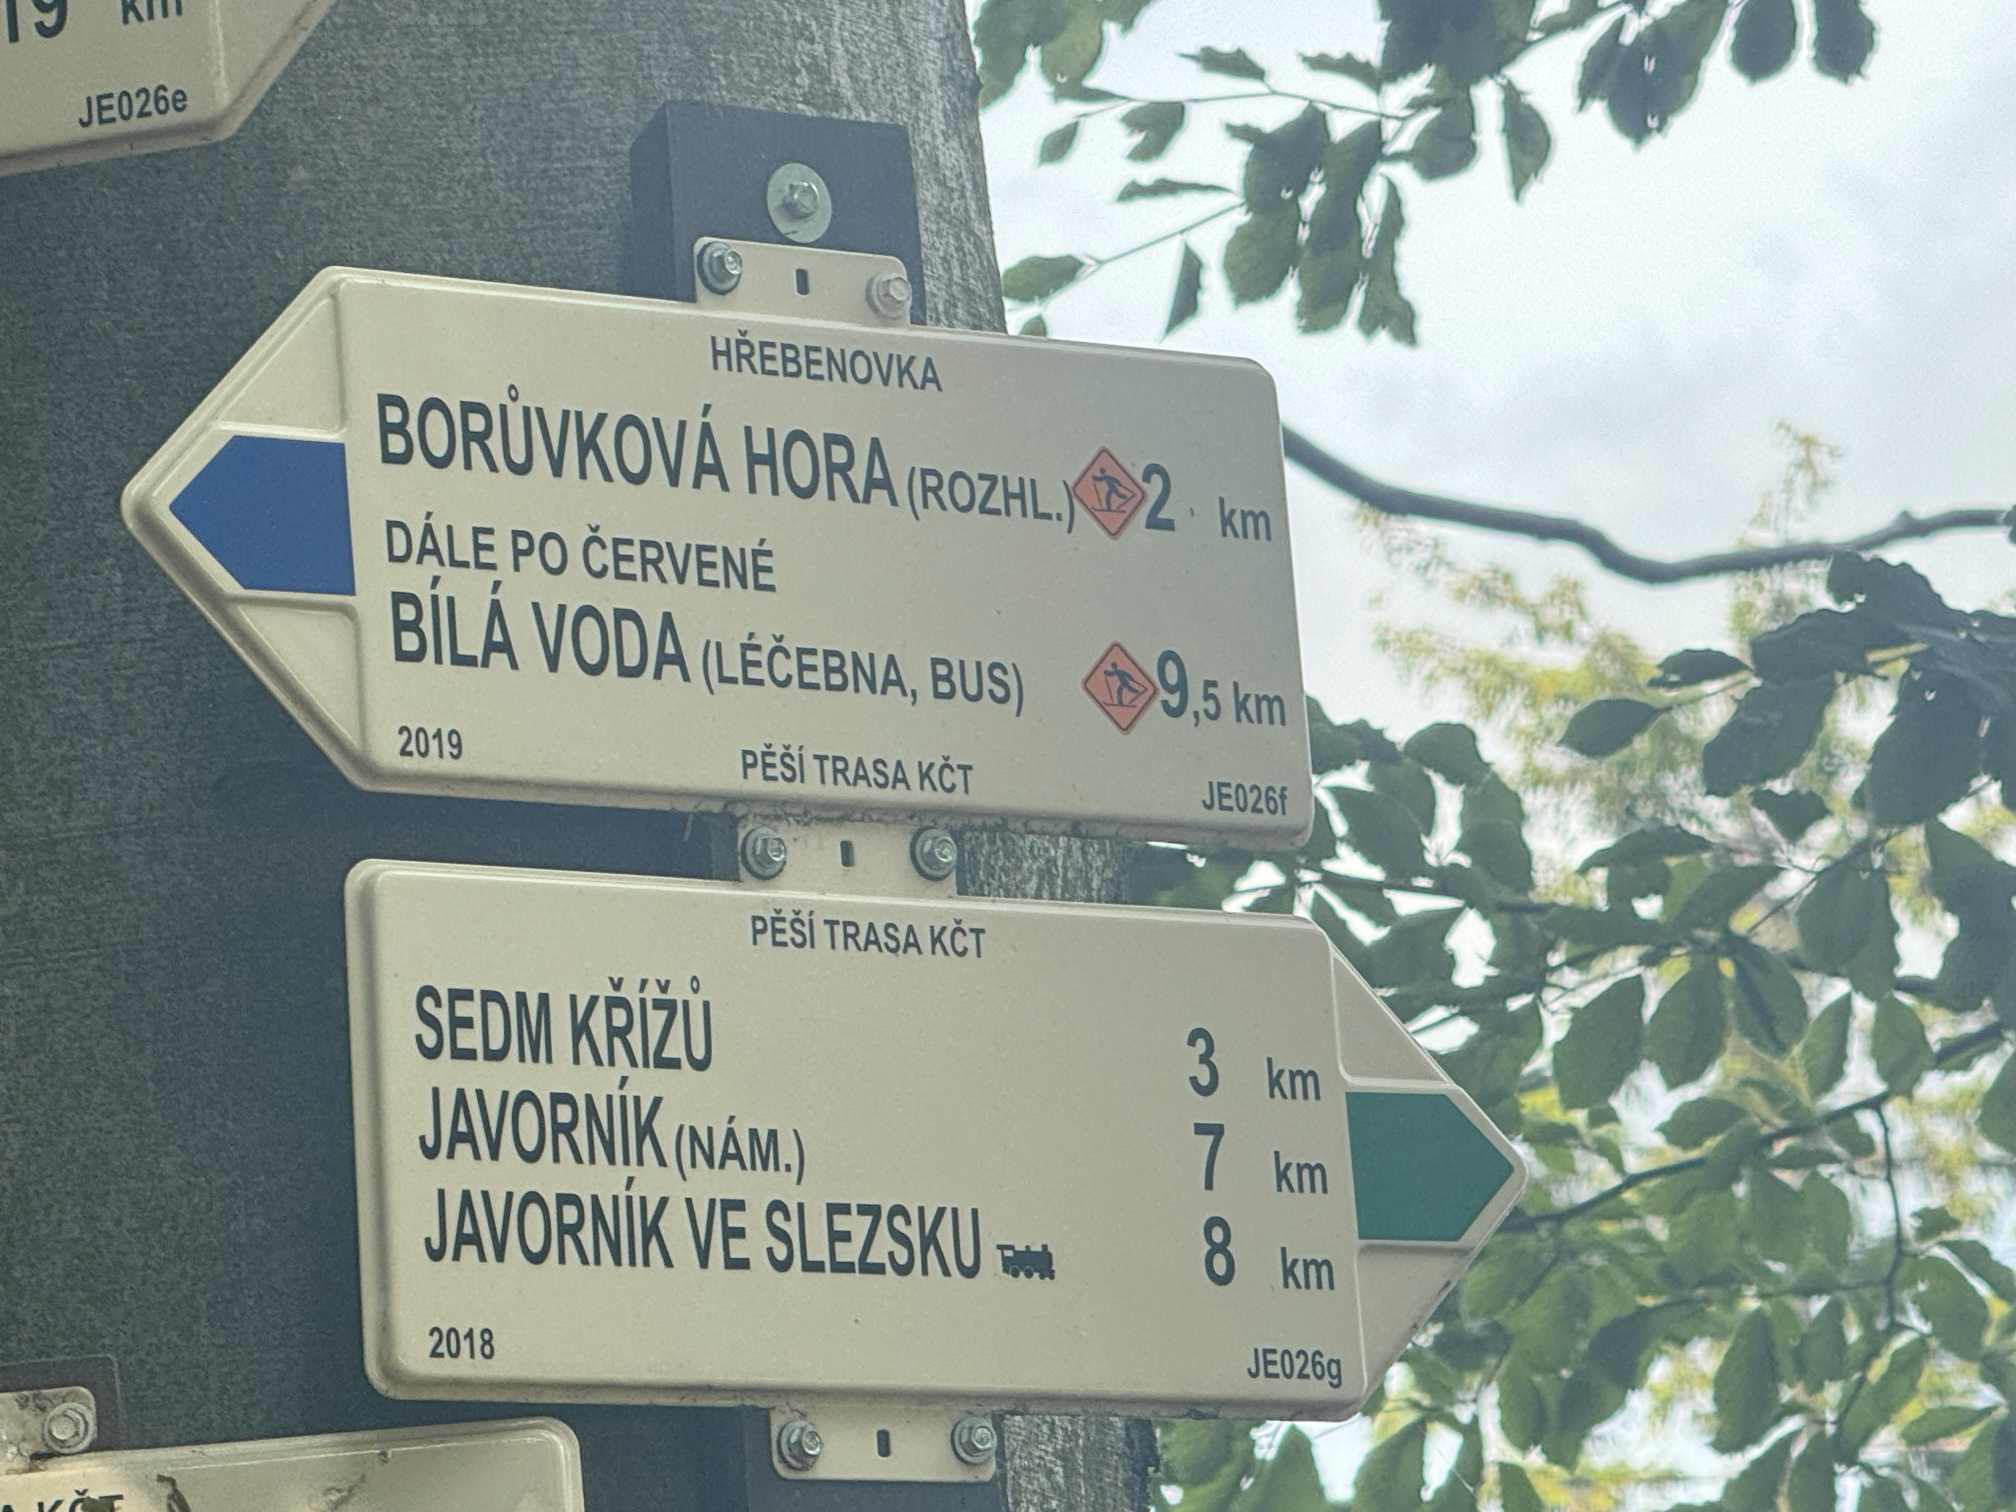 19 km
JE026e
HŘEBENOVKA
BORŮVKOVÁ HORA (ROZHL.) 2 km
DÁLE PO ČERVENÉ
BÍLÁ VODA (LÉČEBNA, BUS) 9,5 km
2019 PĚŠÍ TRASA KČT JE026f
PĚŠÍ TRASA KČT
SEDM KŘÍŽŮ 3 km
JAVORNÍK (NÁM.) 7 km
JAVORNÍK VE SLEZSKU 8 km
2018 JE026g
KČT